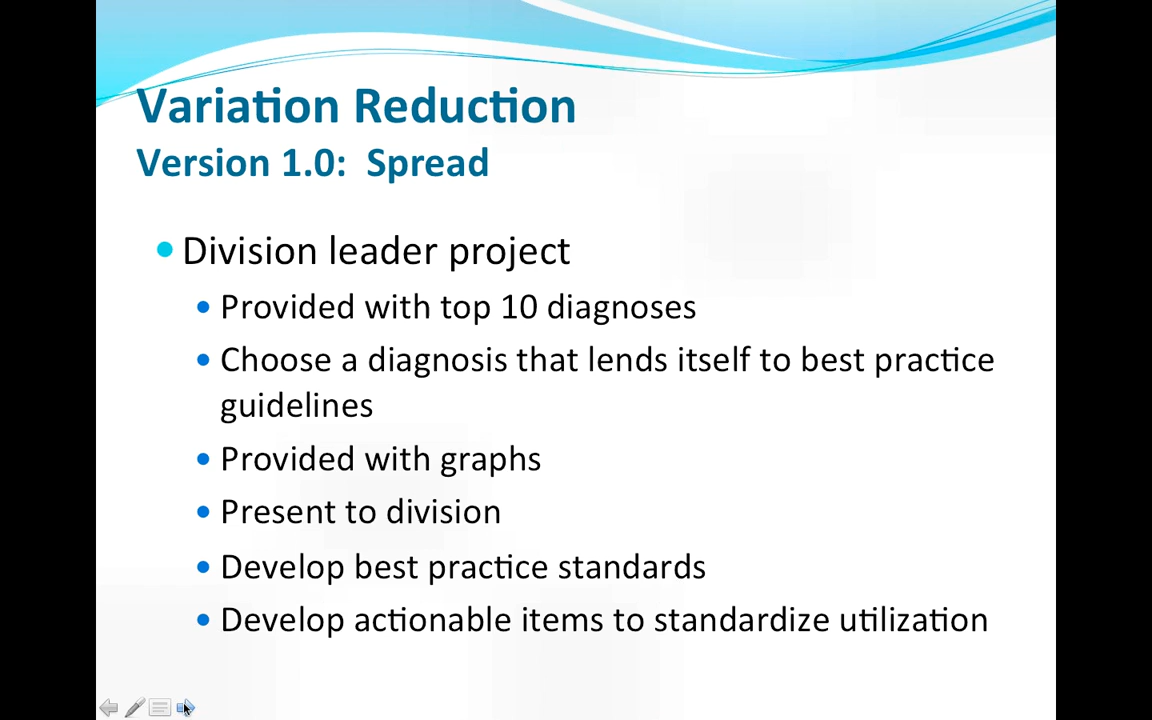 Variation Reduction
Version 1.0:  Spread
Division leader project
Provided with top 10 diagnoses
Choose a diagnosis that lends itself to best practice
guidelines
Provided with graphs
Present to division
Develop best practice standards
Develop actionable items to standardize utilization